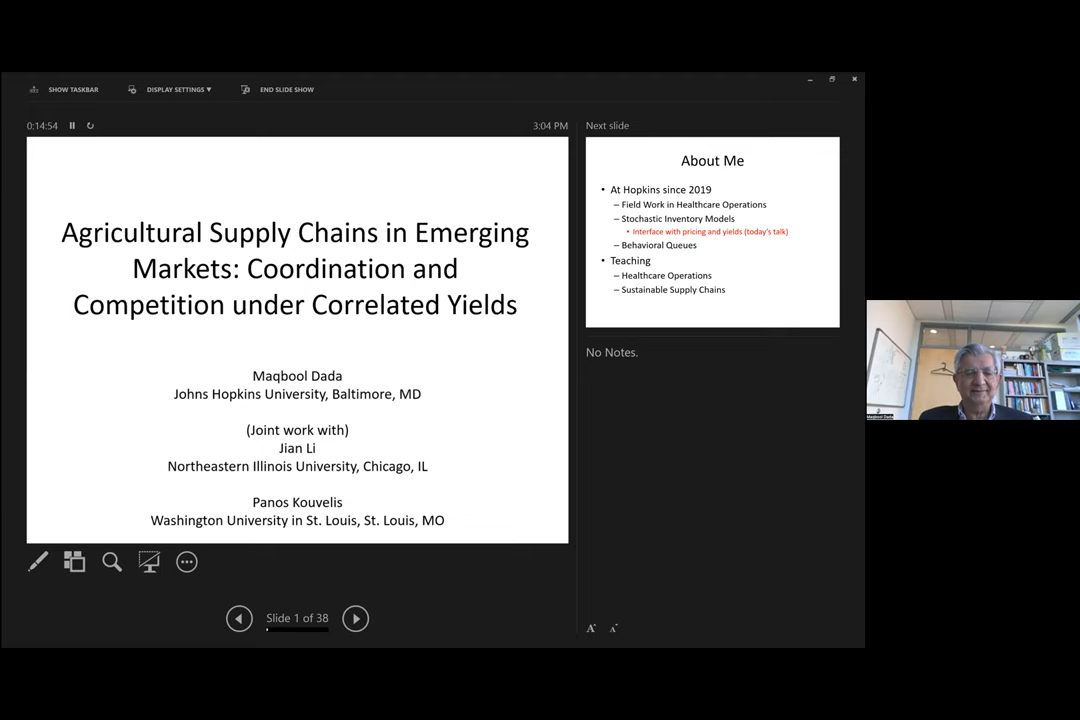 SHOW TASKBAR
DISPLAY SETTINGS ▼
END SLIDE SHOW
0:14:54
3:04 PM
Agricultural Supply Chains in Emerging
Markets: Coordination and
Competition under Correlated Yields
Maqbool Dada
Johns Hopkins University, Baltimore, MD
(Joint work with)
Jian Li
Northeastern Illinois University, Chicago, IL
Panos Kouvelis
Washington University in St. Louis, St. Louis, MO
Slide 1 of 38
Next slide
About Me
• At Hopkins since 2019
– Field Work in Healthcare Operations
– Stochastic Inventory Models
• Interface with pricing and yields (today's talk)
– Behavioral Queues
• Teaching
– Healthcare Operations
– Sustainable Supply Chains
No Notes.
A A
Maqbool Dada